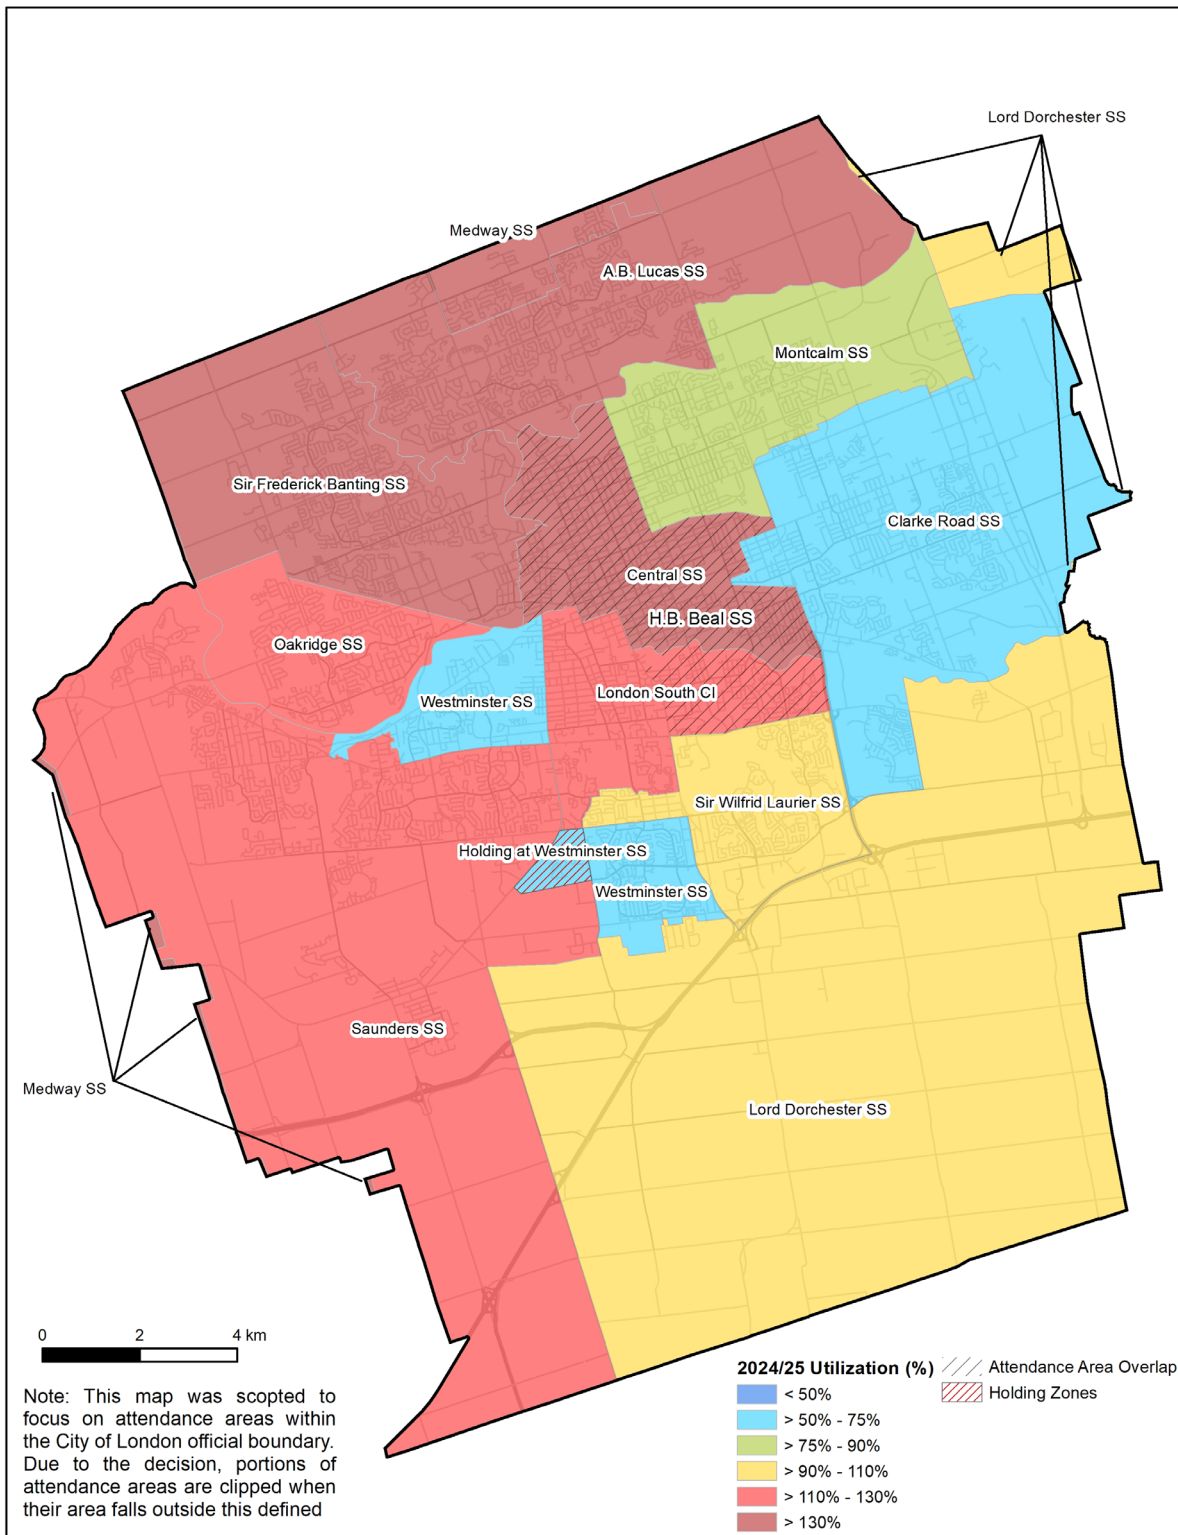 Lord Dorchester SS
Medway SS
A.B. Lucas SS
Montcalm SS
Sir Frederick Banting SS
Clarke Road SS
Central SS
H.B. Beal SS
Oakridge SS
London South CI
Westminster SS
Sir Wilfrid Laurier SS
Holding at Westminster SS
Westminster SS
Saunders SS
Medway SS
Lord Dorchester SS
0 2 4 km
Note: This map was scopted to
focus on attendance areas within
the City of London official boundary.
Due to the decision, portions of
attendance areas are clipped when
their area falls outside this defined
2024/25 Utilization (%)
< 50%
> 50% - 75%
> 75% - 90%
> 90% - 110%
> 110% - 130%
> 130%
Attendance Area Overlap
Holding Zones